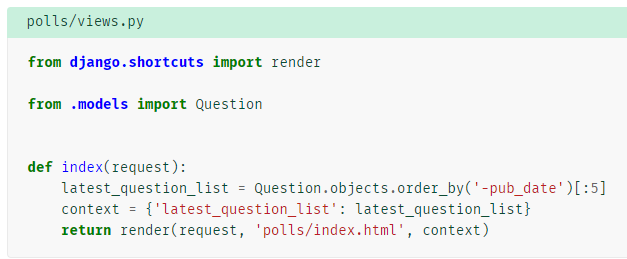 polls/views.py
from django.shortcuts import render
from .models import Question
def index(request):
    latest_question_list = Question.objects.order_by('-pub_date')[:5]
    context = {'latest_question_list': latest_question_list}
    return render(request, 'polls/index.html', context)